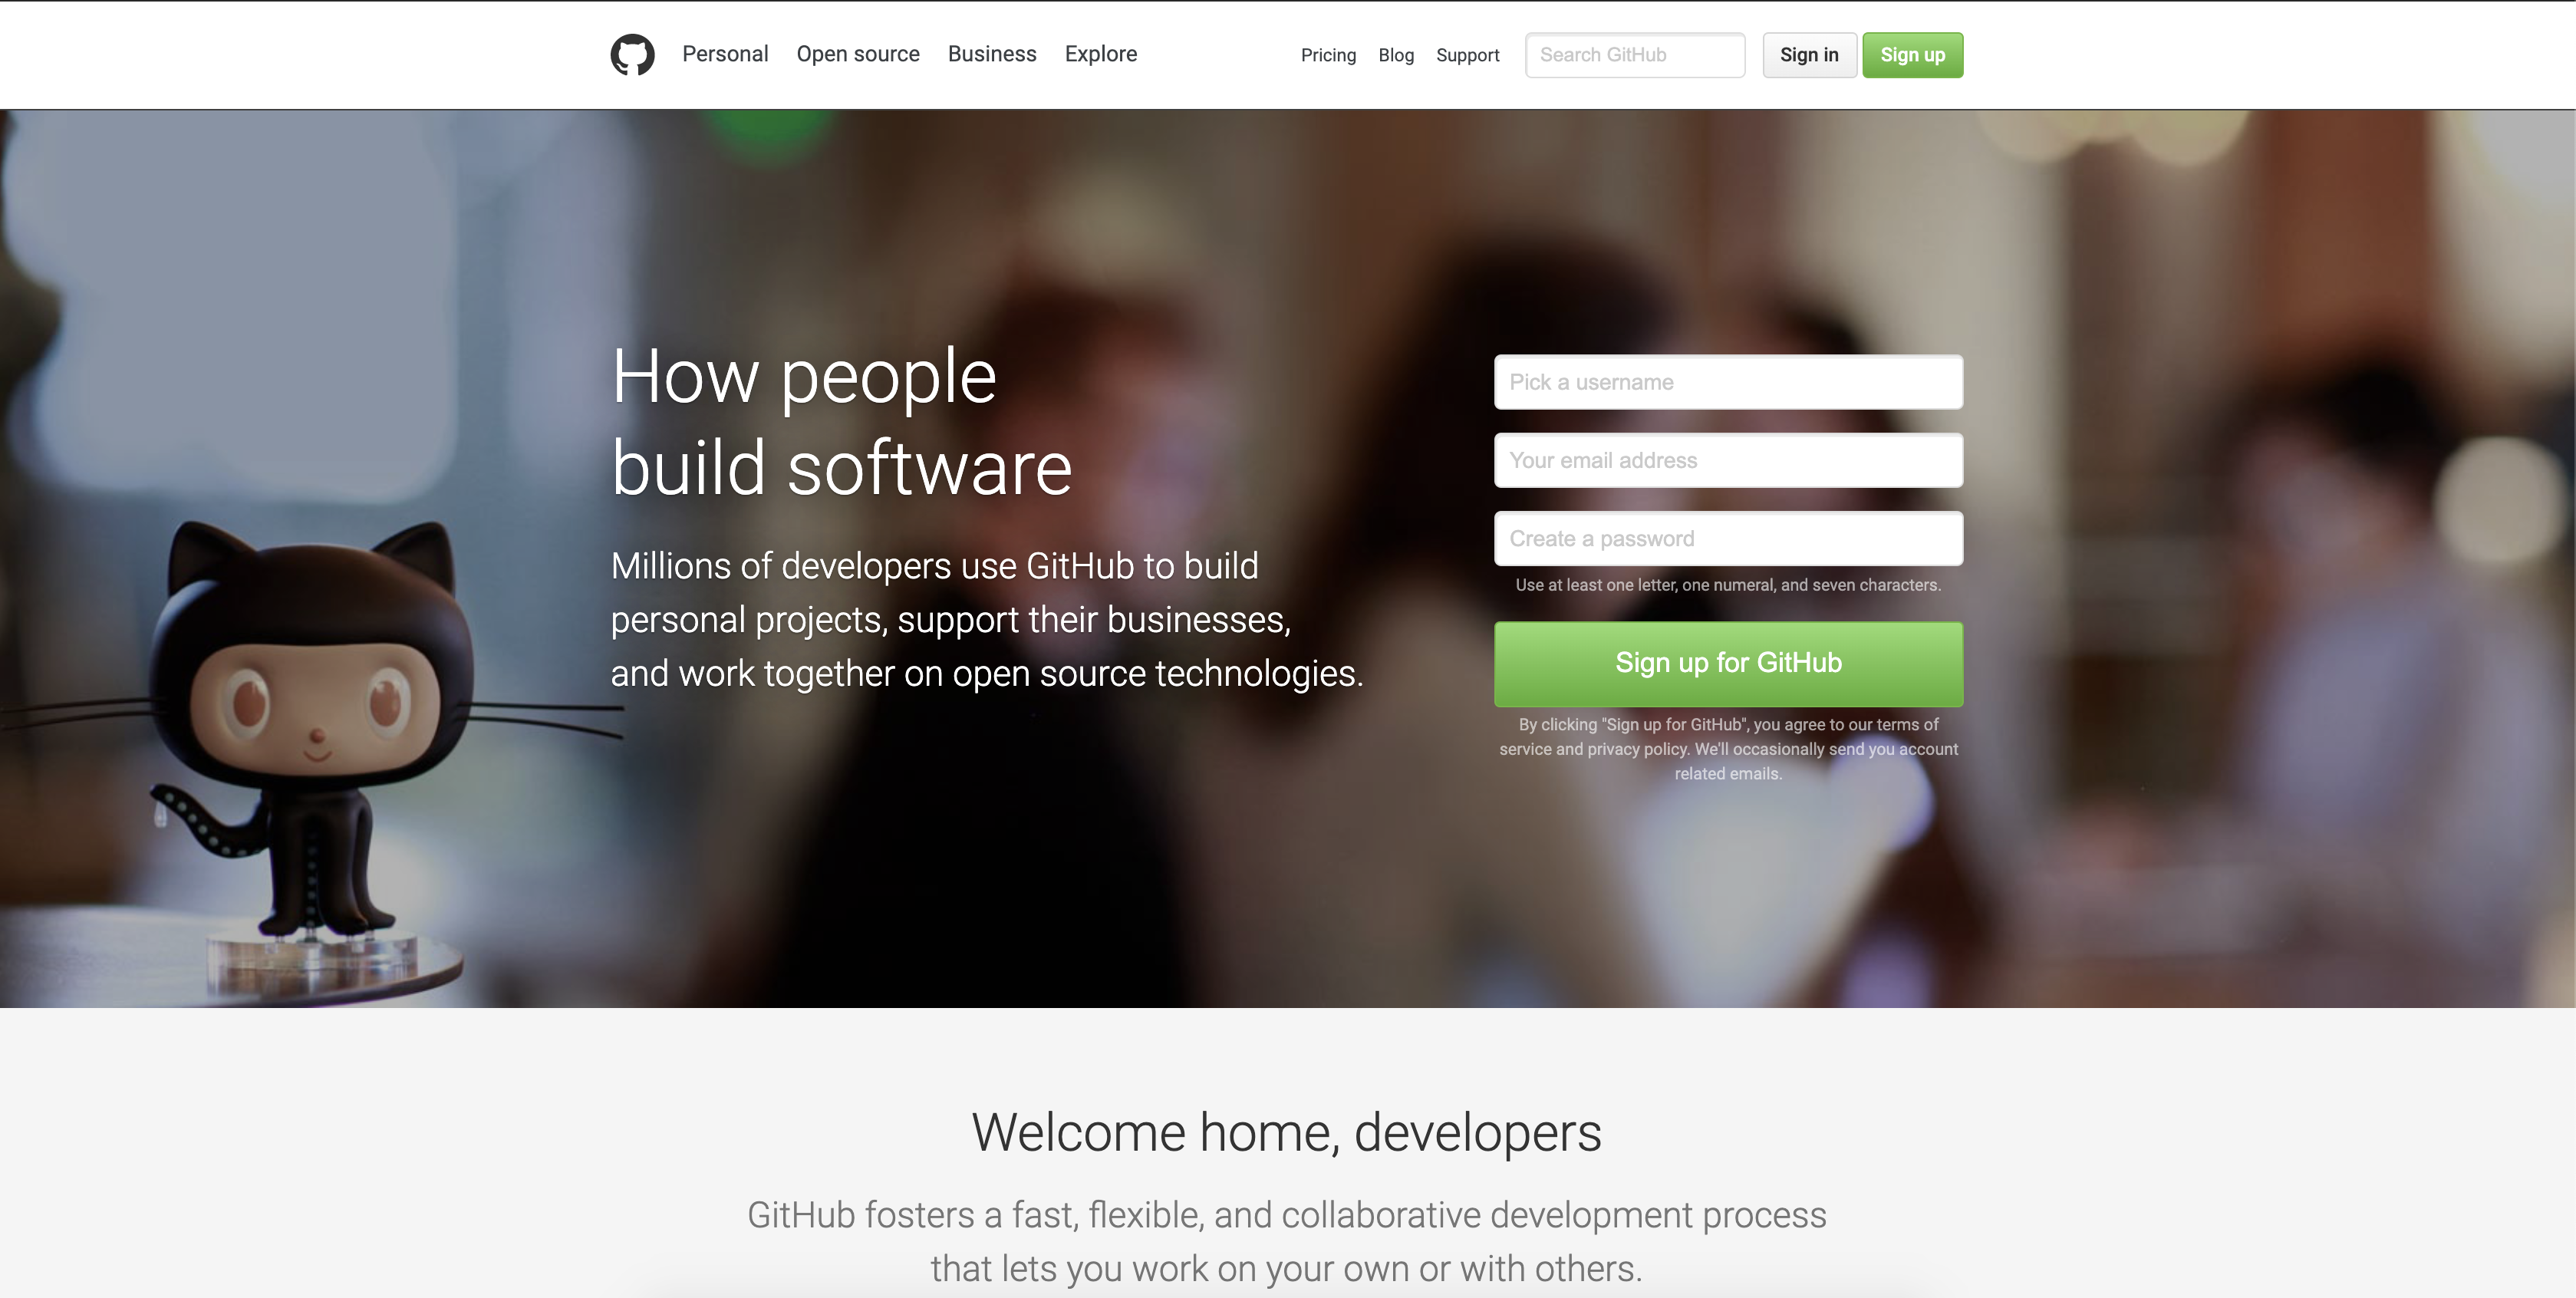 Personal Open source Business Explore Pricing Blog Support Search GitHub Sign in Sign up
How people
build software
Millions of developers use GitHub to build
personal projects, support their businesses,
and work together on open source technologies.
Pick a username
Your email address
Create a password
Use at least one letter, one numeral, and seven characters.
Sign up for GitHub
By clicking "Sign up for GitHub", you agree to our terms of
service and privacy policy. We'll occasionally send you account
related emails.
Welcome home, developers
GitHub fosters a fast, flexible, and collaborative development process
that lets you work on your own or with others.